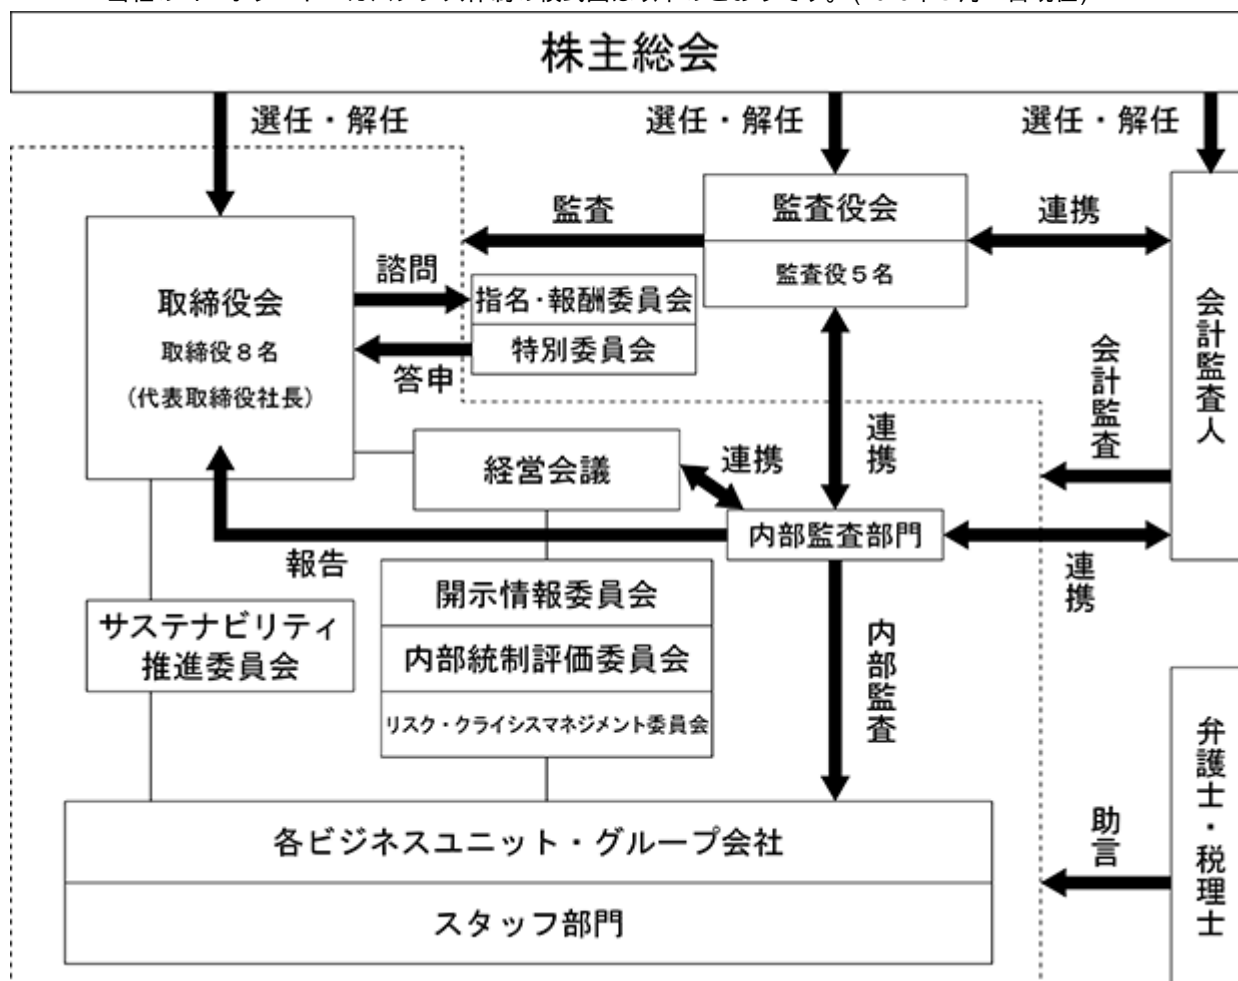 株主総会
選任・解任
選任・解任
選任・解任
監査役会
監査役５名
監査
連携
取締役会
取締役８名
（代表取締役社長）
諮問
答申
指名・報酬委員会
特別委員会
会計監査人
会計監査
連携
経営会議
連携
内部監査部門
連携
報告
開示情報委員会
内部統制評価委員会
リスク・クライシスマネジメント委員会
サステナビリティ
推進委員会
内部監査
各ビジネスユニット・グループ会社
スタッフ部門
弁護士・税理士
助言